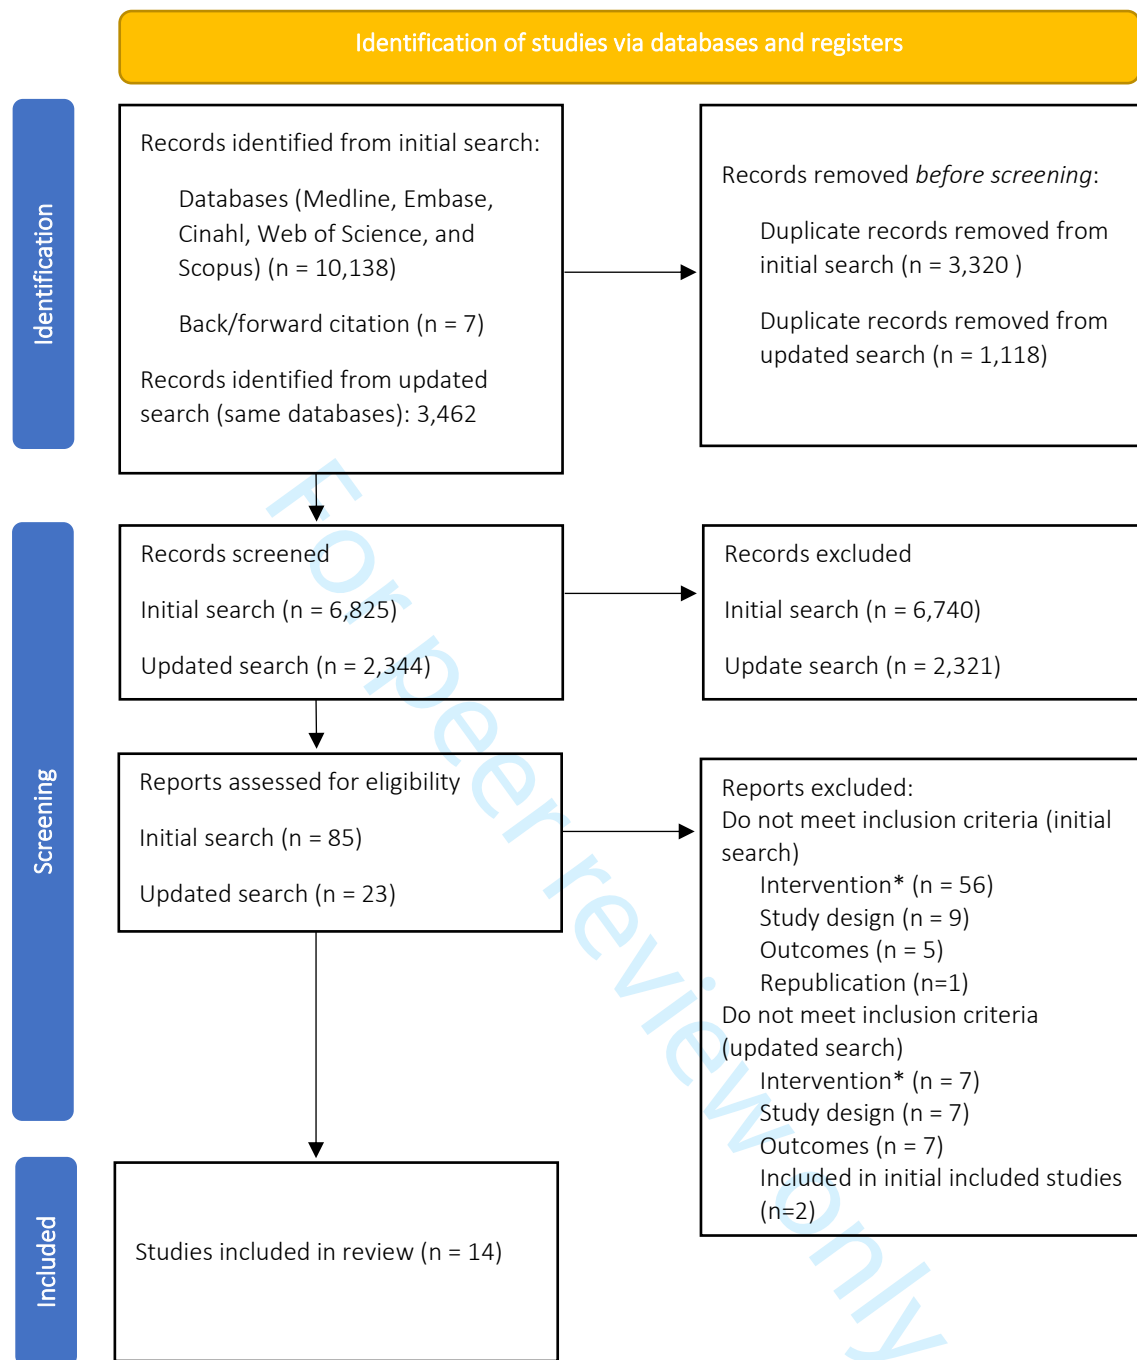 Identification of studies via databases and registers
Identification
Records identified from initial search:
Databases (Medline, Embase,
Cinahl, Web of Science, and
Scopus) (n = 10,138)
Back/forward citation (n = 7)
Records identified from updated
search (same databases): 3,462
Records removed before screening:
Duplicate records removed from
initial search (n = 3,320 )
Duplicate records removed from
updated search (n = 1,118)
Screening
Records screened
Initial search (n = 6,825)
Updated search (n = 2,344)
Records excluded
Initial search (n = 6,740)
Update search (n = 2,321)
Reports assessed for eligibility
Initial search (n = 85)
Updated search (n = 23)
Reports excluded:
Do not meet inclusion criteria (initial
search)
Intervention* (n = 56)
Study design (n = 9)
Outcomes (n = 5)
Republication (n=1)
Do not meet inclusion criteria
(updated search)
Intervention* (n = 7)
Study design (n = 7)
Outcomes (n = 7)
Included in initial included studies
(n=2)
Included
Studies included in review (n = 14)
For peer review only